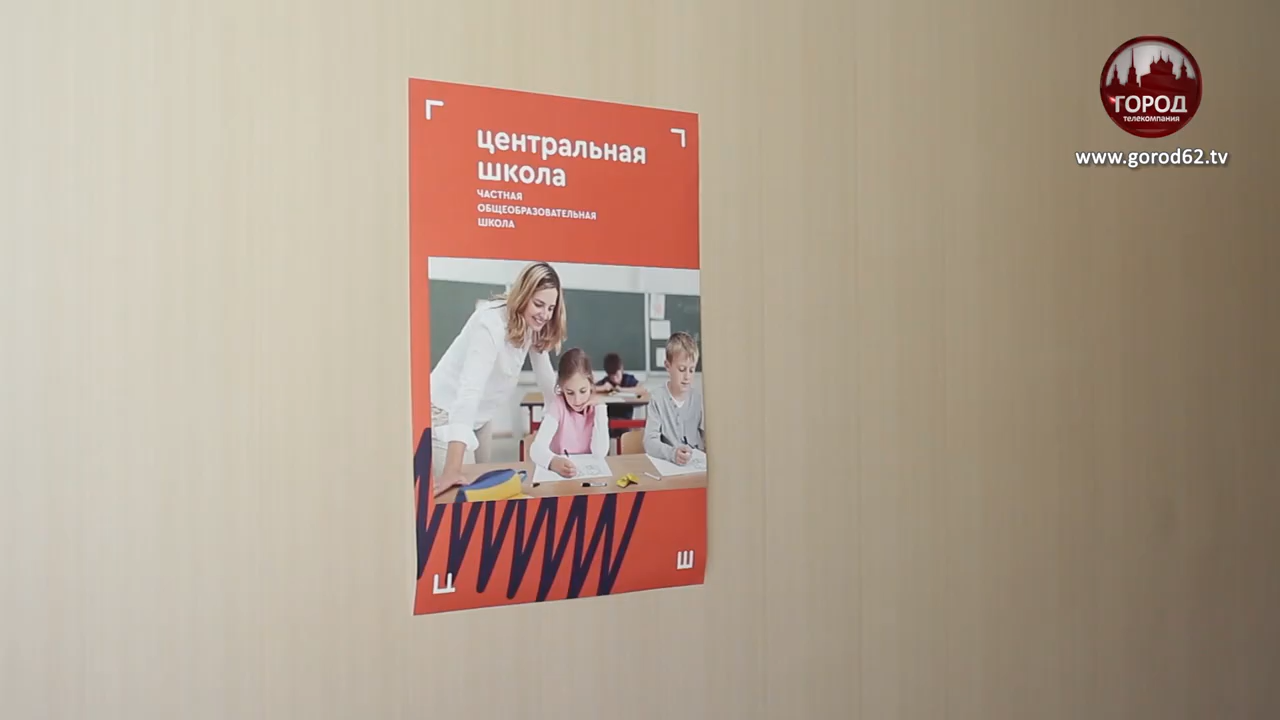 центральная
школа
ЧАСТНАЯ
ОБЩЕОБРАЗОВАТЕЛЬНАЯ
ШКОЛА
Ц
Ш
ГОРОД
телекомпания
www.gorod62.tv